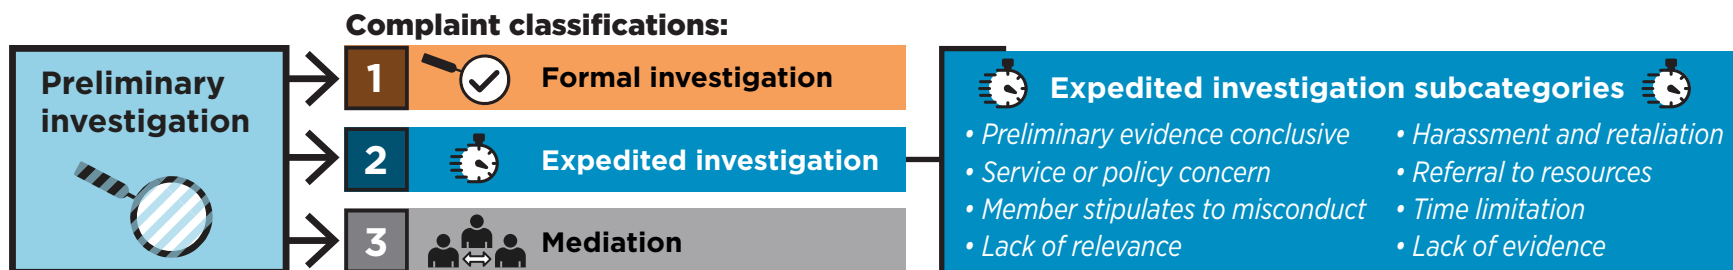 Complaint classifications:
Preliminary
investigation
1
Formal investigation
2
Expedited investigation
3
Mediation
Expedited investigation subcategories
• Preliminary evidence conclusive
• Service or policy concern
• Member stipulates to misconduct
• Lack of relevance
• Harassment and retaliation
• Referral to resources
• Time limitation
• Lack of evidence